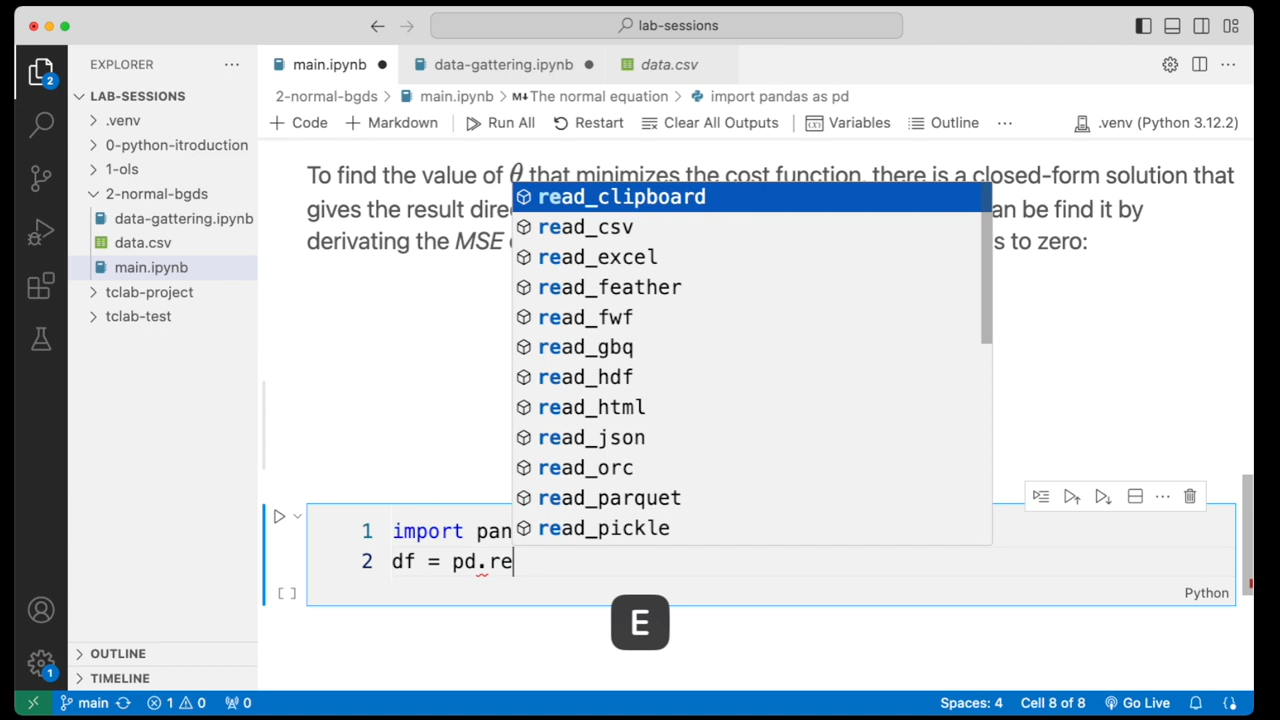 lab-sessions
EXPLORER
main.ipynb
data-gattering.ipynb
data.csv
2
LAB-SESSIONS
2-normal-bgds
main.ipynb
The normal equation
import pandas as pd
.venv
Code
Markdown
Run All
Restart
Clear All Outputs
Variables
Outline
.venv (Python 3.12.2)
0-python-itroduction
1-ols
2-normal-bgds
data-gattering.ipynb
data.csv
main.ipynb
tclab-project
tclab-test
To find the value of θ that minimizes the cost function, there is a closed-form solution that
gives the result dire an be find it by
derivating the MSE s to zero:
read_clipboard
read_csv
read_excel
read_feather
read_fwf
read_gbq
read_hdf
read_html
read_json
read_orc
read_parquet
read_pickle
1 import pan
2 df = pd.re
[ ]
Python
E
OUTLINE
TIMELINE
1
main
1
0
0
Spaces: 4
Cell 8 of 8
Go Live